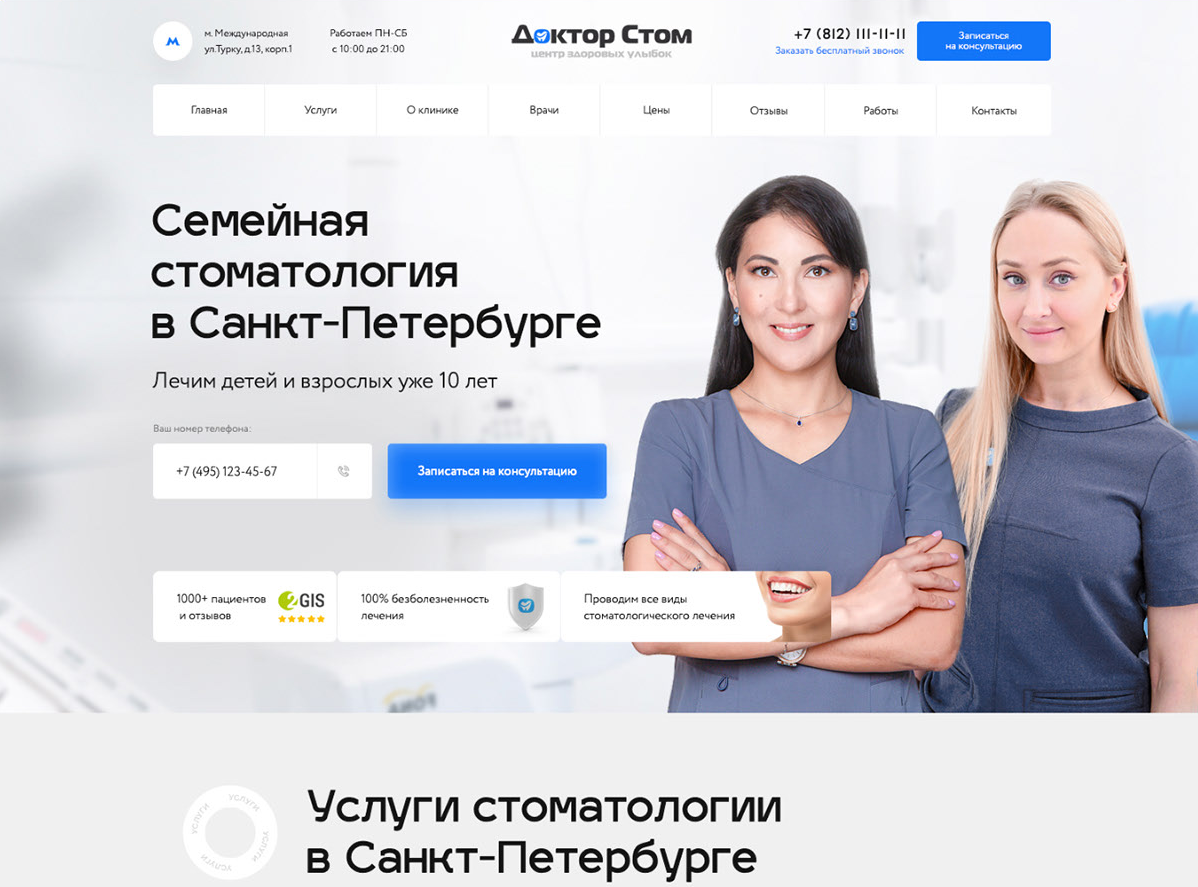 м. Международная
ул.Турку, д.13, корп.1
Работаем ПН-СБ
с 10:00 до 21:00
Доктор Стом
центр здоровых улыбок
+7 (812) 111-11-11
Заказать бесплатный звонок
Записаться
на консультацию
Главная
Услуги
О клинике
Врачи
Цены
Отзывы
Работы
Контакты
Семейная
стоматология
в Санкт-Петербурге
Лечим детей и взрослых уже 10 лет
Ваш номер телефона:
+7 (495) 123-45-67
Записаться на консультацию
1000+ пациентов
и отзывов
2GIS
100% безболезненность
лечения
Проводим все виды
стоматологического лечения
услуги
услуги
услуги
услуги
Услуги стоматологии
в Санкт-Петербурге